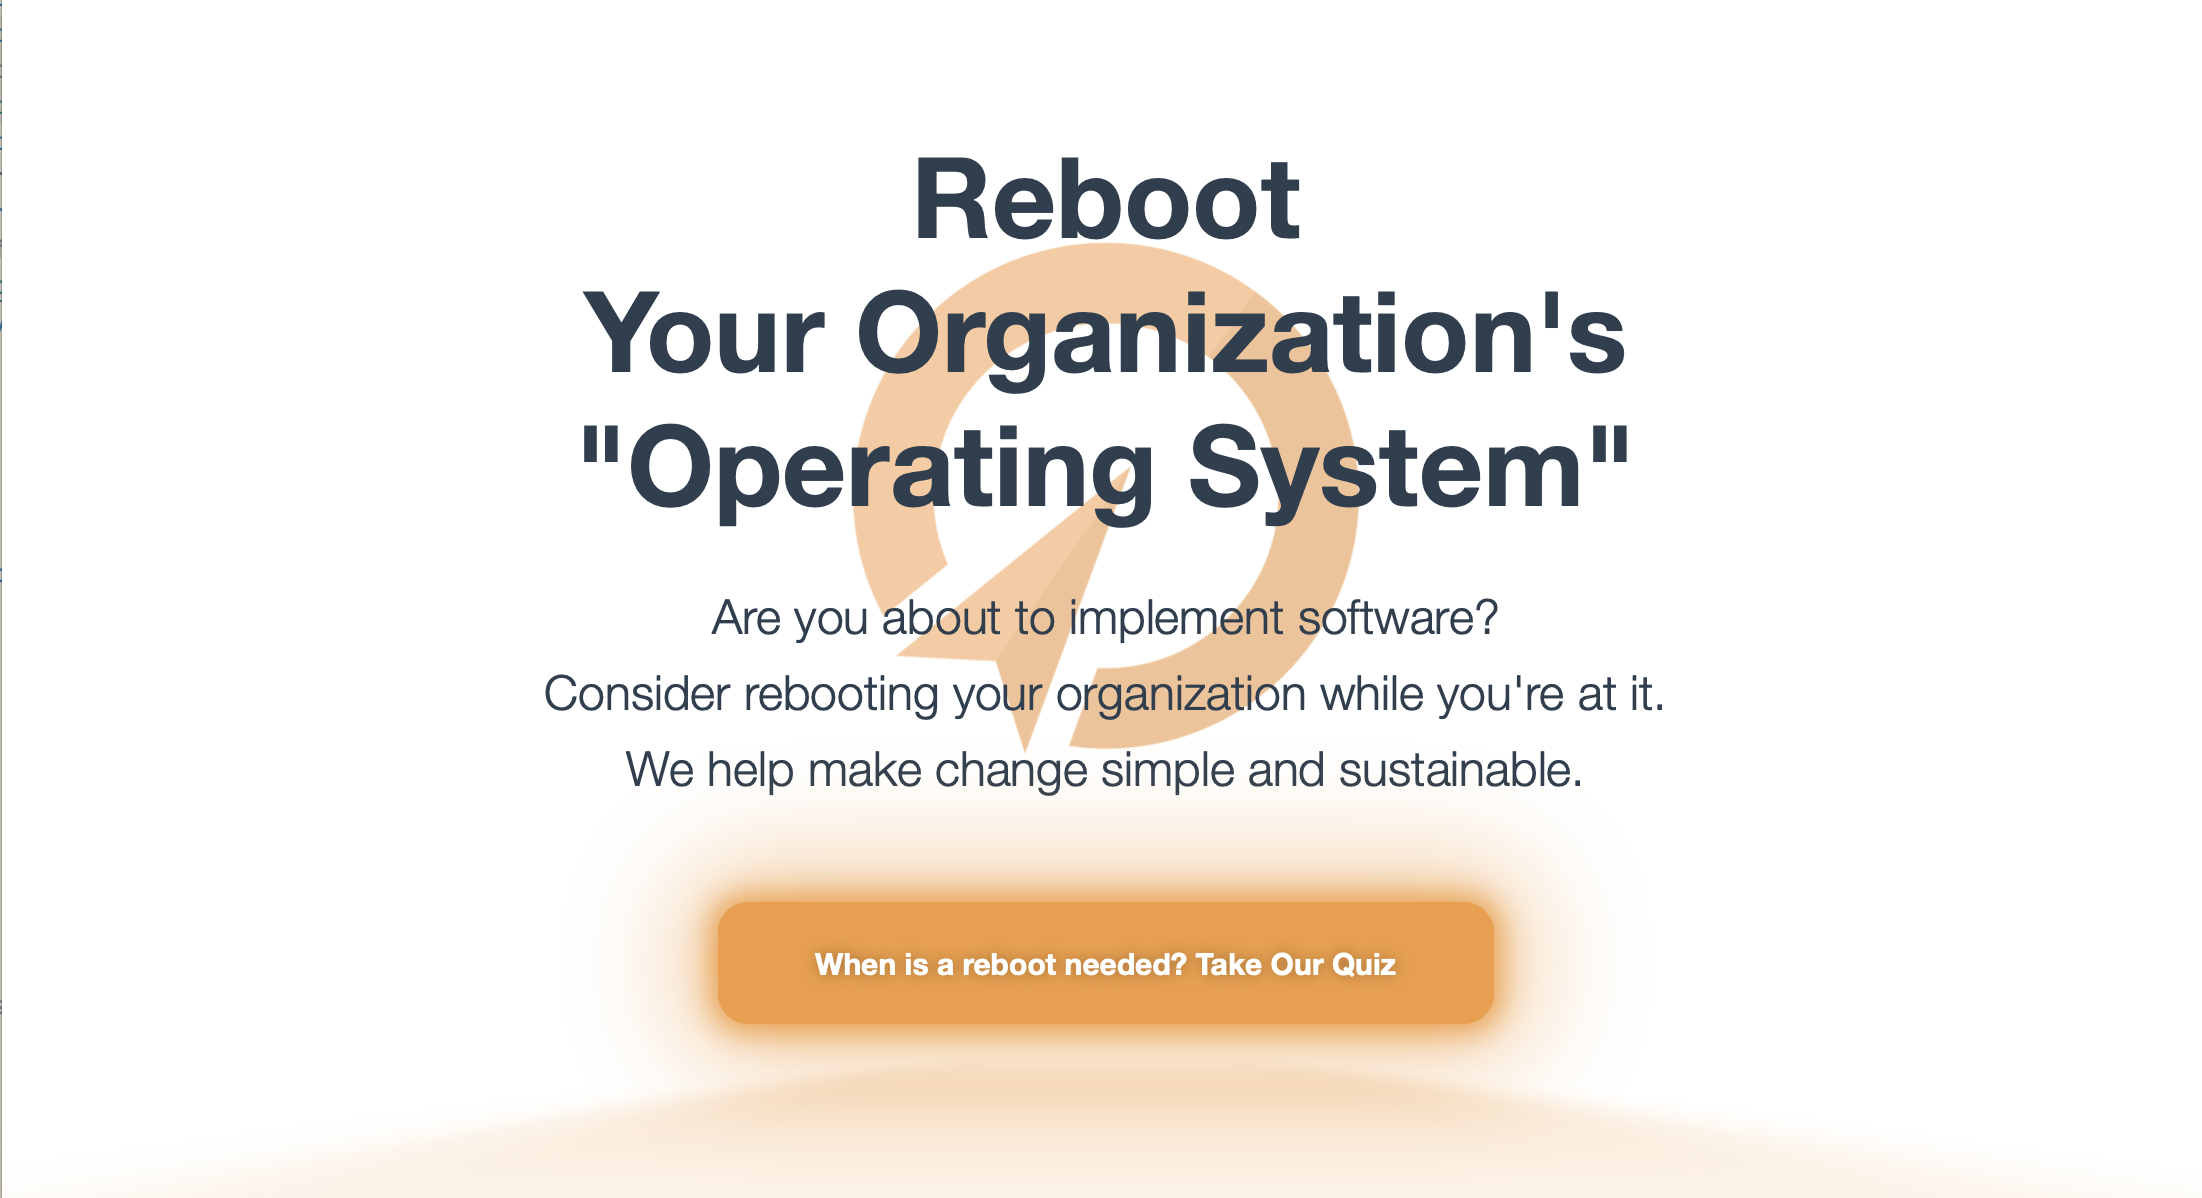 Reboot
Your Organization's
"Operating System"
Are you about to implement software?
Consider rebooting your organization while you're at it.
We help make change simple and sustainable.
When is a reboot needed? Take Our Quiz